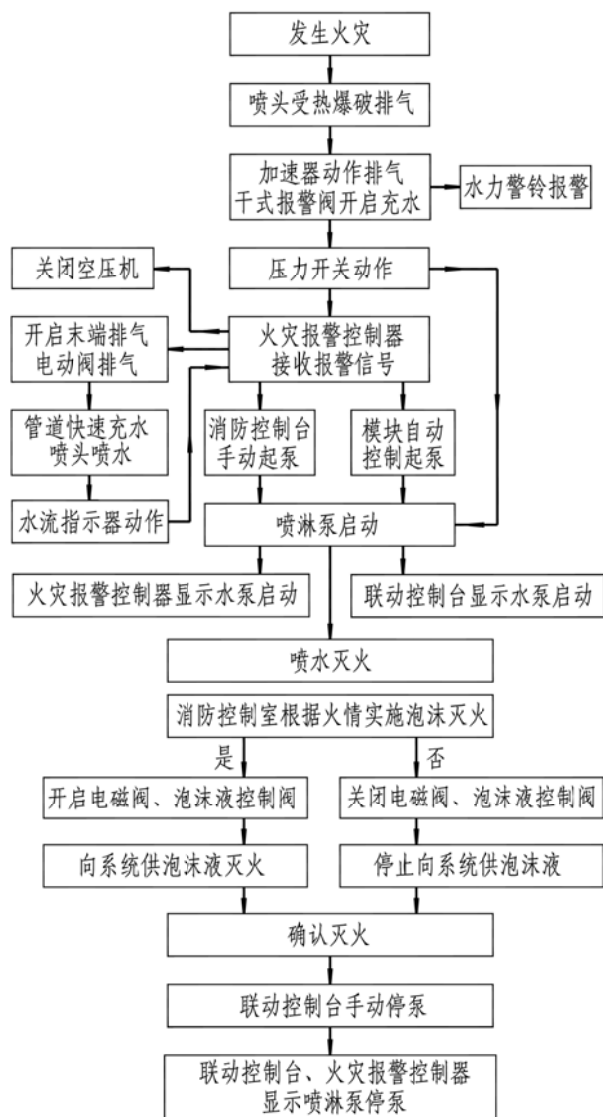 发生火灾
喷头受热爆破排气
加速器动作排气
干式报警阀开启充水
水力警铃报警
关闭空压机
压力开关动作
开启末端排气
电动阀排气
火灾报警控制器
接收报警信号
管道快速充水
喷头喷水
消防控制台
手动起泵
模块自动
控制起泵
水流指示器动作
喷淋泵启动
火灾报警控制器显示水泵启动
联动控制台显示水泵启动
喷水灭火
消防控制室根据火情实施泡沫灭火
是
否
开启电磁阀、泡沫液控制阀
关闭电磁阀、泡沫液控制阀
向系统供泡沫液灭火
停止向系统供泡沫液
确认灭火
联动控制台手动停泵
联动控制台、火灾报警控制器
显示喷淋泵停泵